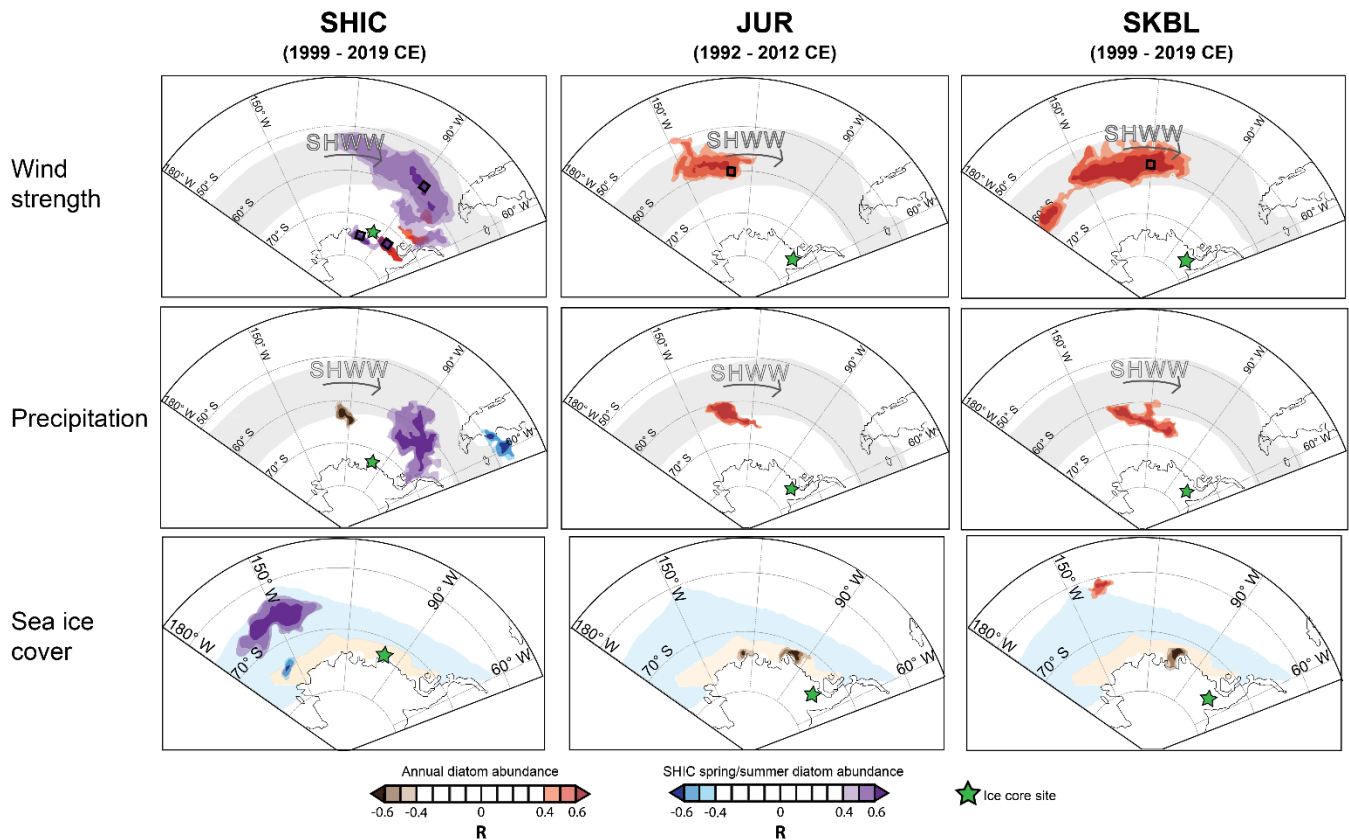 SHIC
(1999 - 2019 CE)
JUR
(1992 - 2012 CE)
SKBL
(1999 - 2019 CE)
Wind
strength
150° W
90° W
SHWW
180° W
50° S
60° S
70° S
60° W
150° W
90° W
SHWW
180° W
50° S
60° S
70° S
60° W
150° W
90° W
SHWW
180° W
50° S
60° S
70° S
60° W
Precipitation
150° W
90° W
SHWW
180° W
50° S
60° S
70° S
60° W
150° W
90° W
SHWW
180° W
50° S
60° S
70° S
60° W
150° W
90° W
SHWW
180° W
50° S
60° S
70° S
60° W
Sea ice
cover
150° W
90° W
180° W
70° S
60° W
150° W
90° W
180° W
70° S
60° W
150° W
90° W
180° W
70° S
60° W
Annual diatom abundance
-0.6 -0.4 0 0.4 0.6
R
SHIC spring/summer diatom abundance
-0.6 -0.4 0 0.4 0.6
R
Ice core site